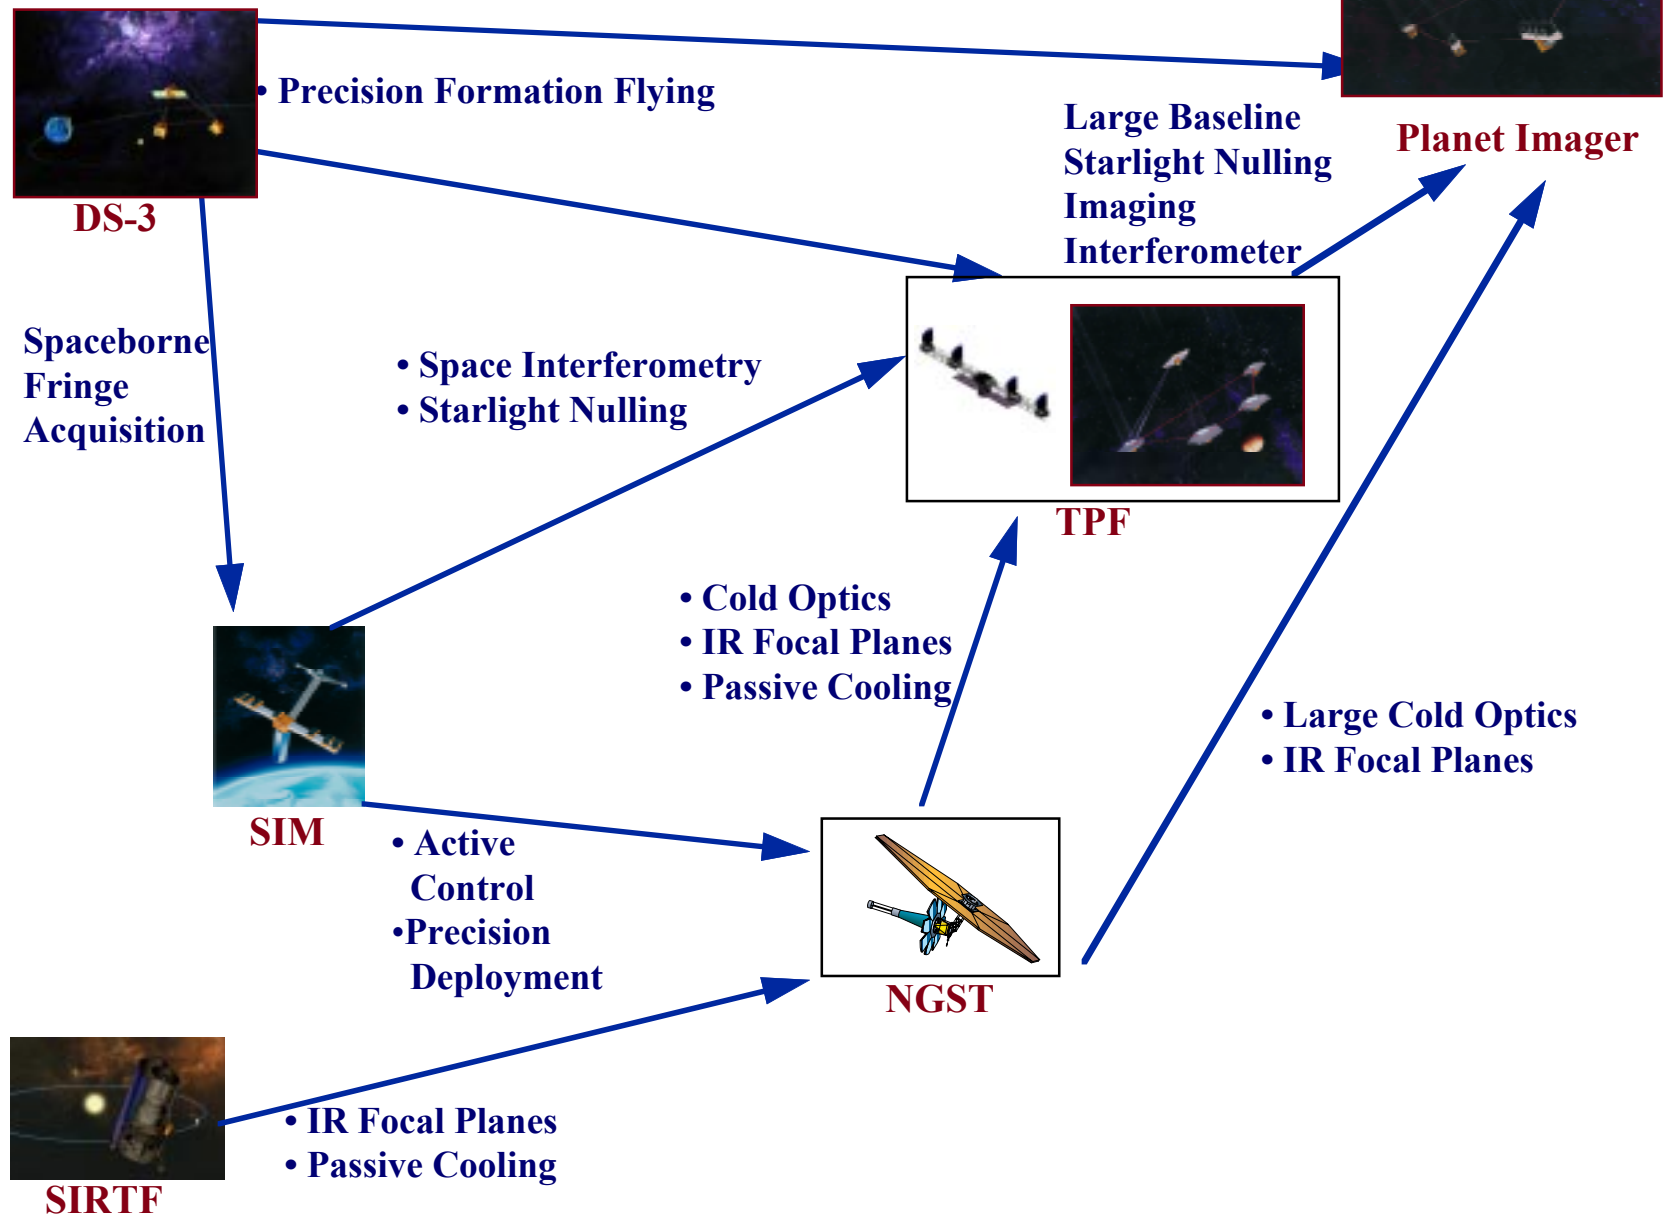 • Precision Formation Flying
DS-3
Large Baseline
Starlight Nulling
Imaging
Interferometer
Planet Imager
Spaceborne
Fringe
Acquisition
• Space Interferometry
• Starlight Nulling
TPF
• Cold Optics
• IR Focal Planes
• Passive Cooling
• Large Cold Optics
• IR Focal Planes
SIM
• Active
Control
•Precision
Deployment
NGST
• IR Focal Planes
• Passive Cooling
SIRTF